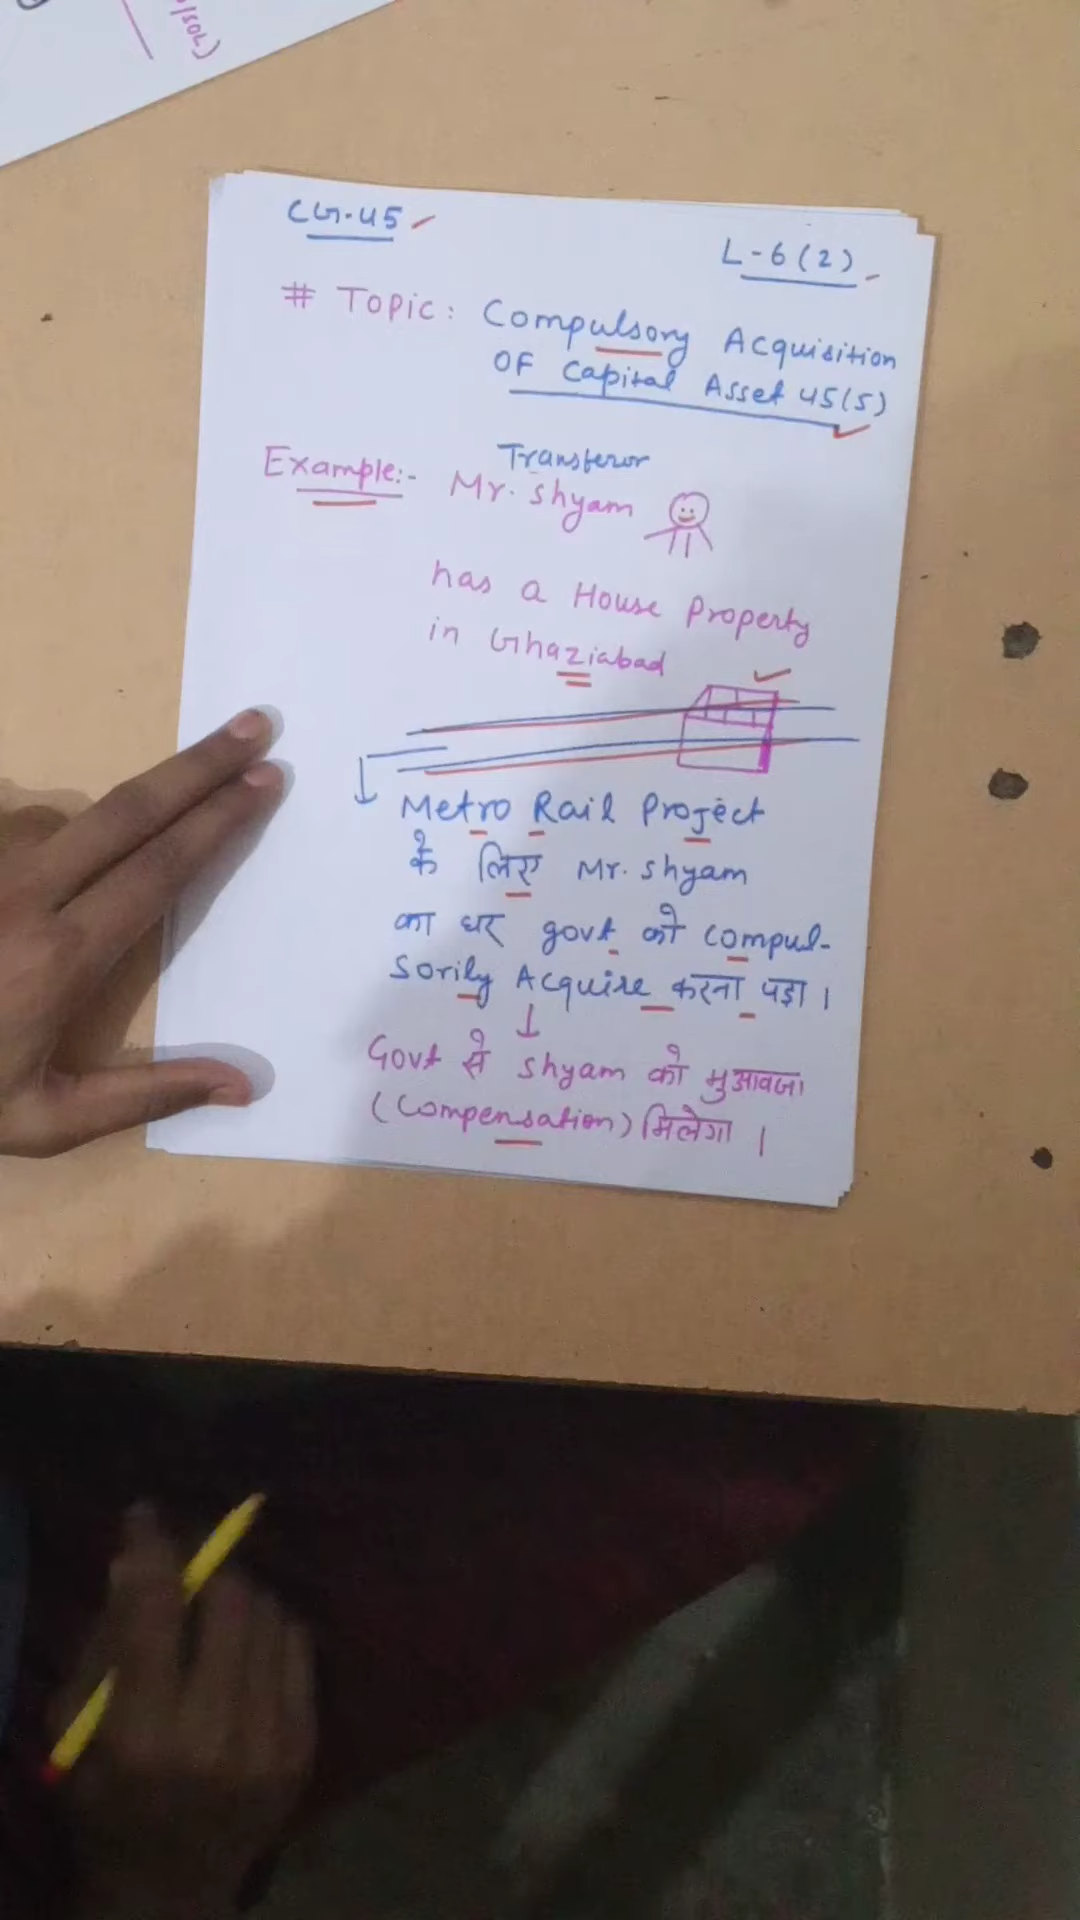 /SOL)
CG-45
L-6(2)
# Topic: Compulsory Acquisition
OF Capital Asset 45(5)
Transferor
Example:- Mr. Shyam
has a House Property
in Ghaziabad
Metro Rail Project
के लिए Mr. Shyam
का घर govt को compul-
sorily Acquire करना पड़ा।
Govt से Shyam को मुआवजा
(Compensation) मिलेगा।